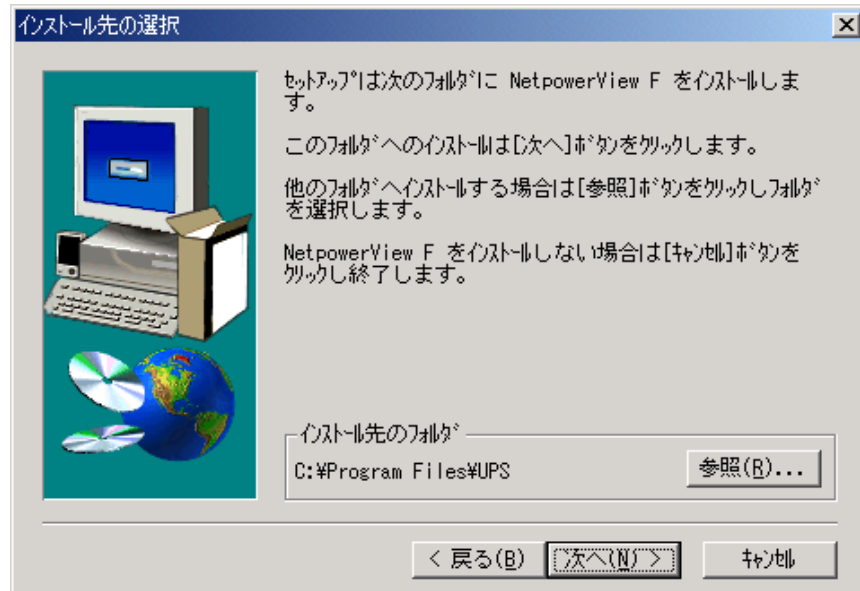 インストール先の選択
ｾｯﾄｱｯﾌﾟは次のﾌｫﾙﾀﾞに NetpowerView F をｲﾝｽﾄｰﾙしま
す。
このﾌｫﾙﾀﾞへのｲﾝｽﾄｰﾙは[次へ]ﾎﾞﾀﾝをｸﾘｯｸします。
他のﾌｫﾙﾀﾞへｲﾝｽﾄｰﾙする場合は[参照]ﾎﾞﾀﾝをｸﾘｯｸしﾌｫﾙﾀﾞ
を選択します。
NetpowerView F をｲﾝｽﾄｰﾙしない場合は[ｷｬﾝｾﾙ]ﾎﾞﾀﾝを
ｸﾘｯｸし終了します。
ｲﾝｽﾄｰﾙ先のﾌｫﾙﾀﾞ
C:¥Program Files¥UPS
参照(R)...
< 戻る(B)
次へ(N) >
ｷｬﾝｾﾙ